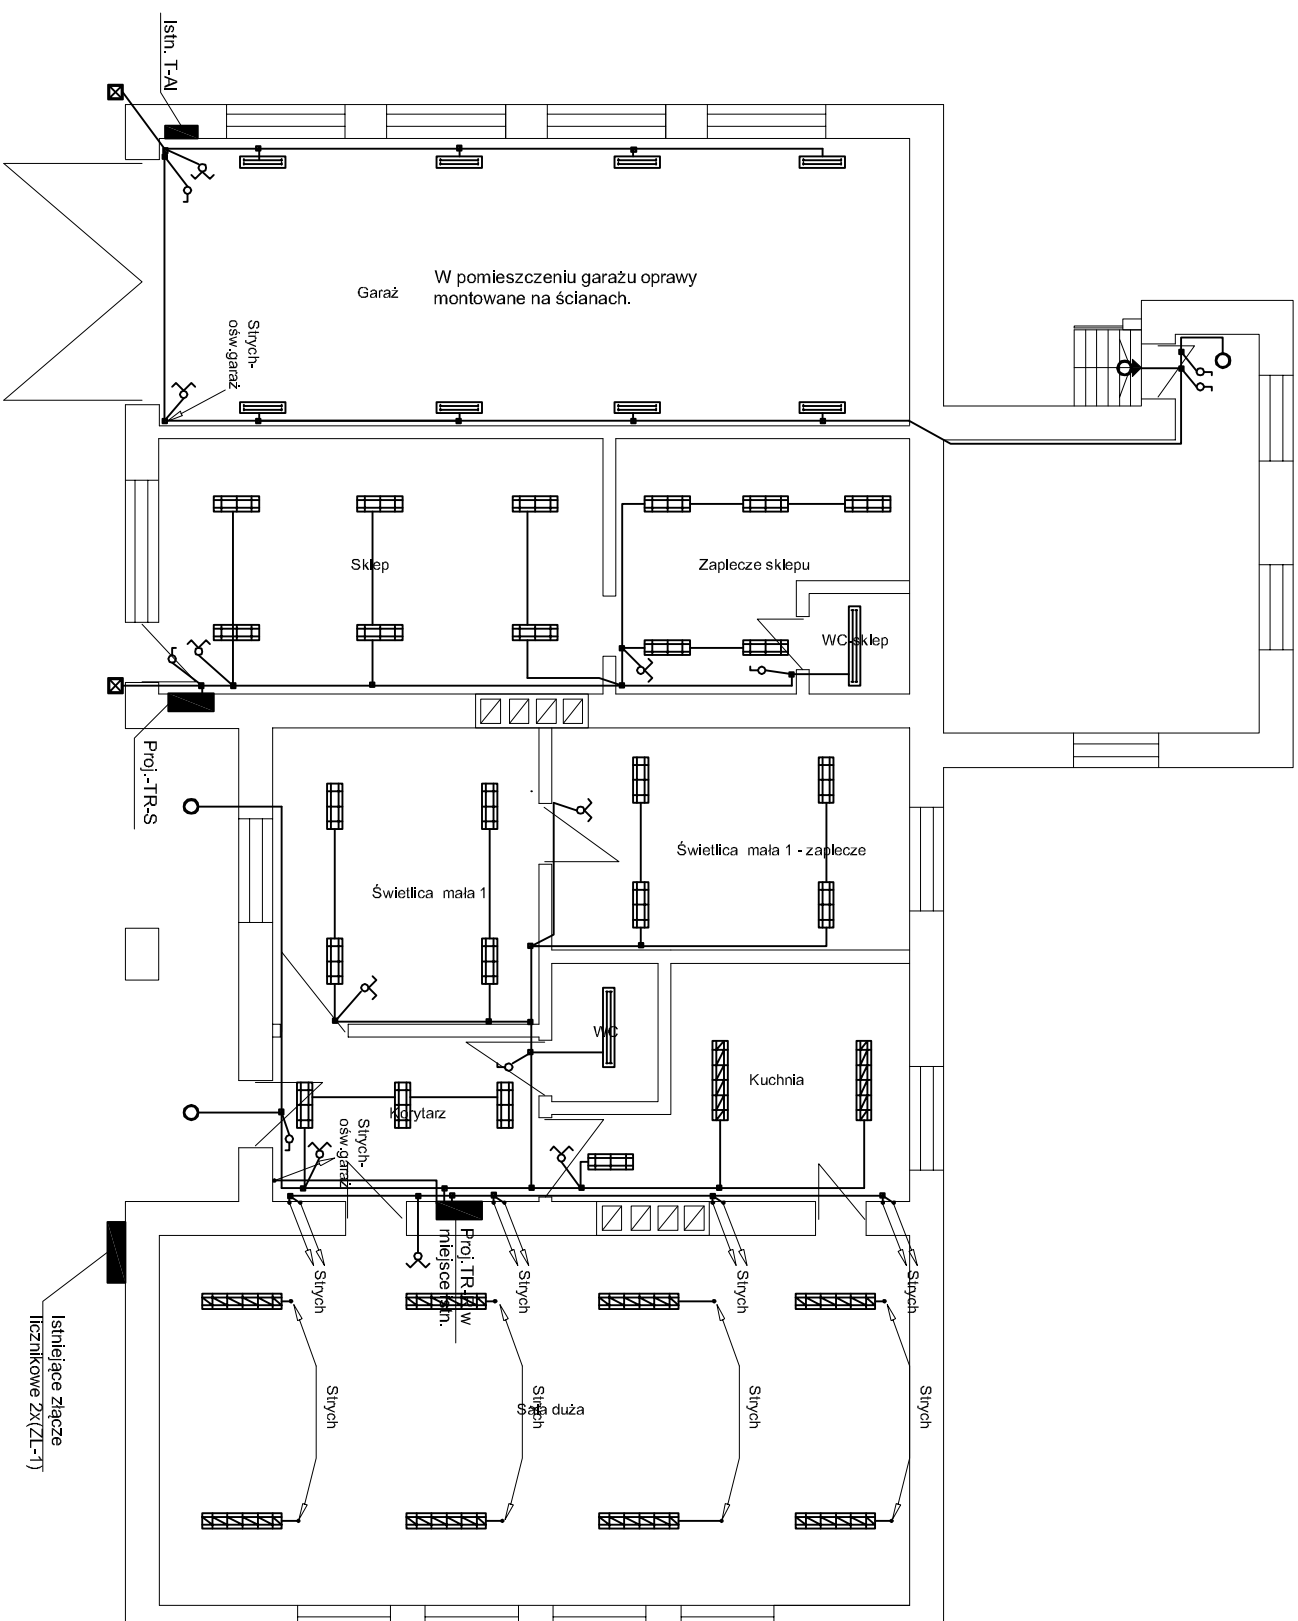 Istn. T-Al
Garaż
W pomieszczeniu garażu oprawy
montowane na ścianach.
Strych-
ośw.garaż
Sklep
Zaplecze sklepu
WC-sklep
Proj.-TR-S
Świetlica mała 1
Świetlica mała 1 - zaplecze
WC
Kuchnia
Korytarz
Strych-
ośw.garaż
Strych
Proj.TR- w
miejsce istn.
Strych
Strych
Strych
Strych
Strych
Sala duża
Strych
Strych
Istniejące złącze
licznikowe 2x(ZL-1)